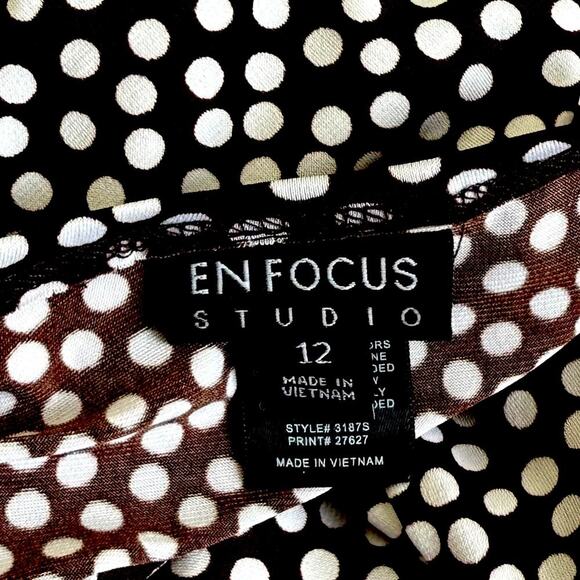 EN FOCUS
STUDIO
12
MADE IN
VIETNAM
STYLE# 3187S
PRINT# 27627
MADE IN VIETNAM